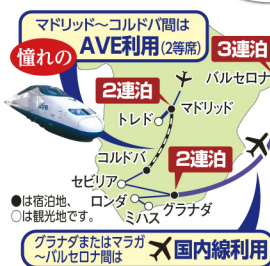 マドリッド～コルドバ間は
AVE利用(2等席)
憧れの
3連泊
バルセロナ
2連泊
マドリッド
トレド
AVE
コルドバ
2連泊
セビリア
ロンダ
ミハス
グラナダ
●は宿泊地、
○は観光地です。
グラナダまたはマラガ
～バルセロナ間は
国内線利用